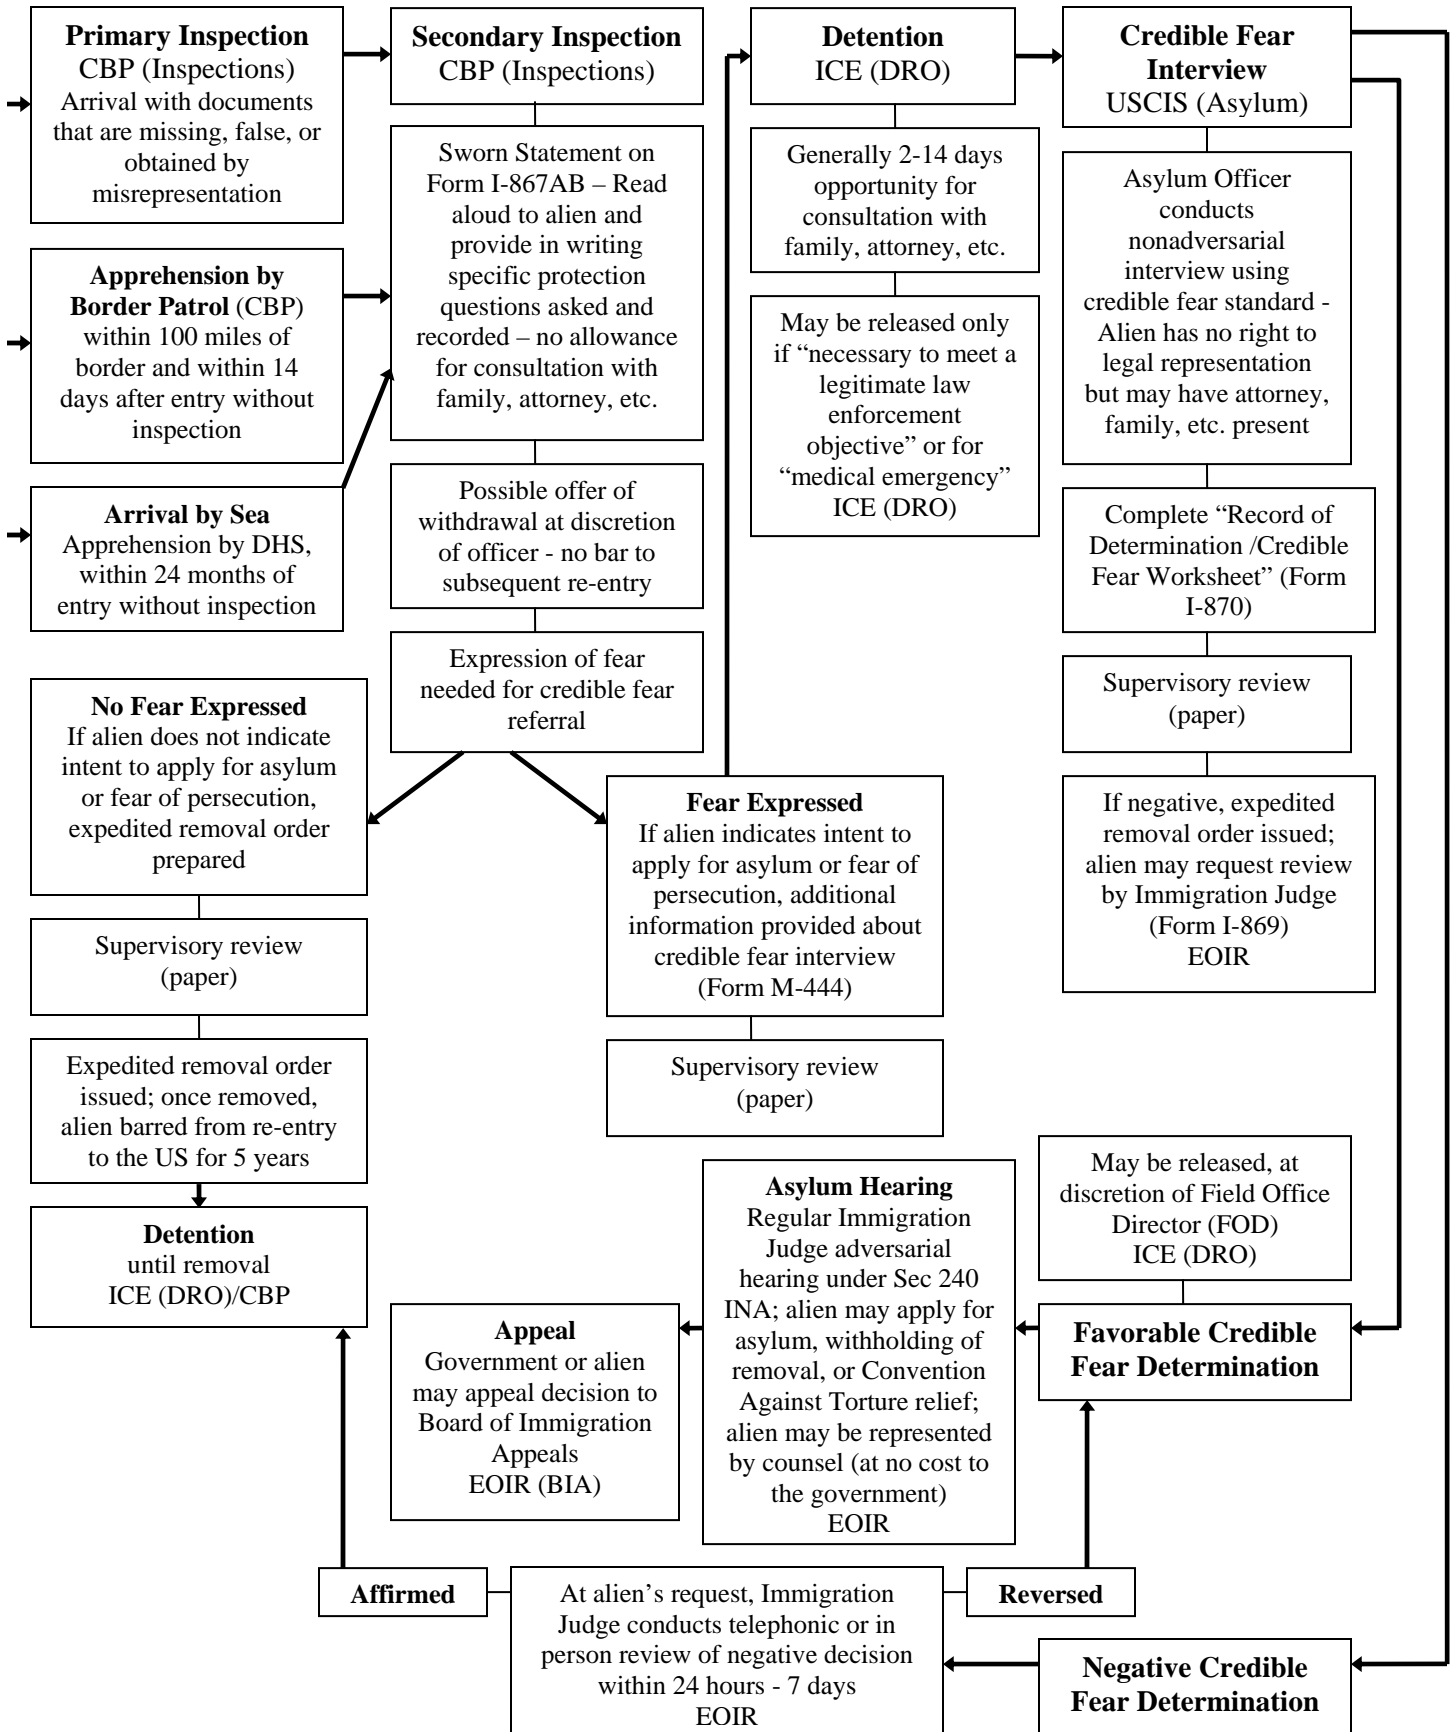 Primary Inspection
CBP (Inspections)
Arrival with documents
that are missing, false, or
obtained by
misrepresentation
Apprehension by
Border Patrol (CBP)
within 100 miles of
border and within 14
days after entry without
inspection
Arrival by Sea
Apprehension by DHS,
within 24 months of
entry without inspection
Secondary Inspection
CBP (Inspections)
Sworn Statement on
Form I-867AB – Read
aloud to alien and
provide in writing
specific protection
questions asked and
recorded – no allowance
for consultation with
family, attorney, etc.
Possible offer of
withdrawal at discretion
of officer - no bar to
subsequent re-entry
Expression of fear
needed for credible fear
referral
No Fear Expressed
If alien does not indicate
intent to apply for asylum
or fear of persecution,
expedited removal order
prepared
Supervisory review
(paper)
Expedited removal order
issued; once removed,
alien barred from re-entry
to the US for 5 years
Detention
until removal
ICE (DRO)/CBP
Fear Expressed
If alien indicates intent to
apply for asylum or fear of
persecution, additional
information provided about
credible fear interview
(Form M-444)
Supervisory review
(paper)
Detention
ICE (DRO)
Generally 2-14 days
opportunity for
consultation with
family, attorney, etc.
May be released only
if “necessary to meet a
legitimate law
enforcement
objective” or for
“medical emergency”
ICE (DRO)
Credible Fear
Interview
USCIS (Asylum)
Asylum Officer
conducts
nonadversarial
interview using
credible fear standard -
Alien has no right to
legal representation
but may have attorney,
family, etc. present
Complete “Record of
Determination /Credible
Fear Worksheet” (Form
I-870)
Supervisory review
(paper)
If negative, expedited
removal order issued;
alien may request review
by Immigration Judge
(Form I-869)
EOIR
May be released, at
discretion of Field Office
Director (FOD)
ICE (DRO)
Favorable Credible
Fear Determination
Asylum Hearing
Regular Immigration
Judge adversarial
hearing under Sec 240
INA; alien may apply for
asylum, withholding of
removal, or Convention
Against Torture relief;
alien may be represented
by counsel (at no cost to
the government)
EOIR
Appeal
Government or alien
may appeal decision to
Board of Immigration
Appeals
EOIR (BIA)
Affirmed
At alien’s request, Immigration
Judge conducts telephonic or in
person review of negative decision
within 24 hours - 7 days
EOIR
Reversed
Negative Credible
Fear Determination